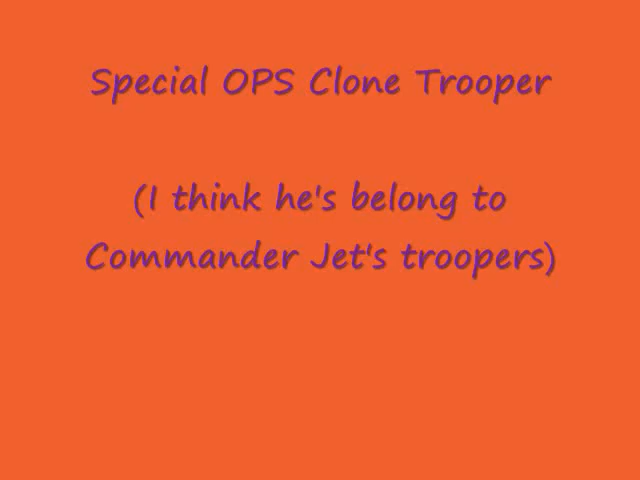 Special OPS Clone Trooper
(I think he's belong to
Commander Jet's troopers)